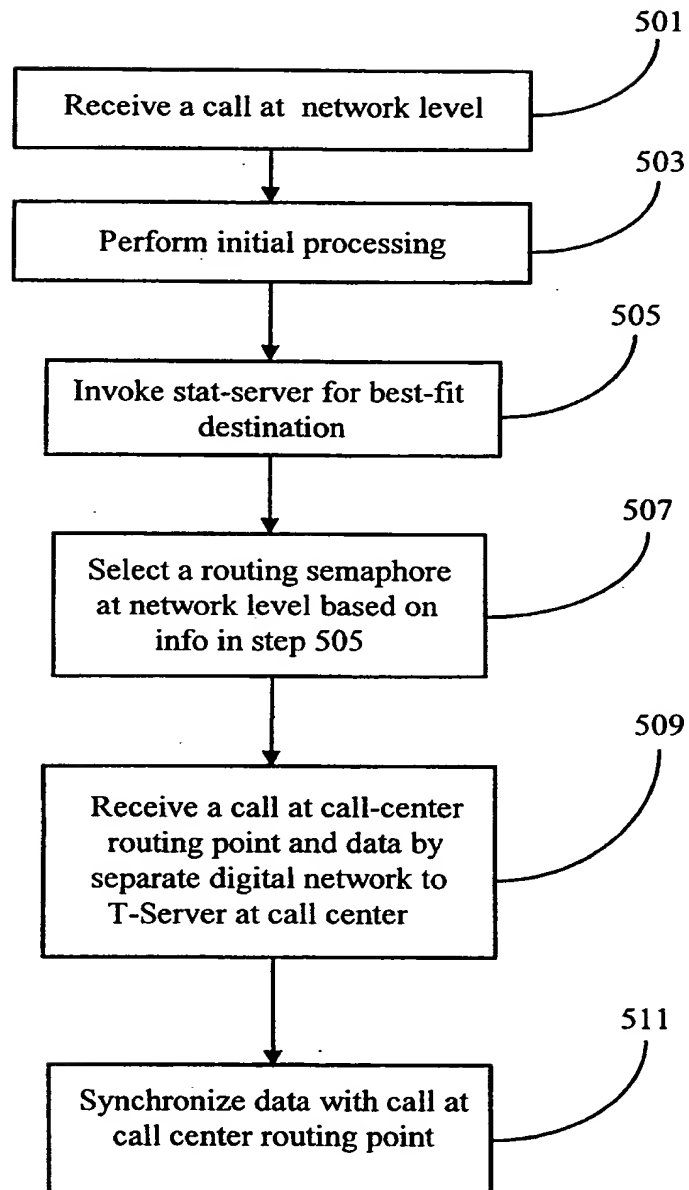 501
Receive a call at network level
503
Perform initial processing
505
Invoke stat-server for best-fit
destination
507
Select a routing semaphore
at network level based on
info in step 505
509
Receive a call at call-center
routing point and data by
separate digital network to
T-Server at call center
511
Synchronize data with call at
call center routing point